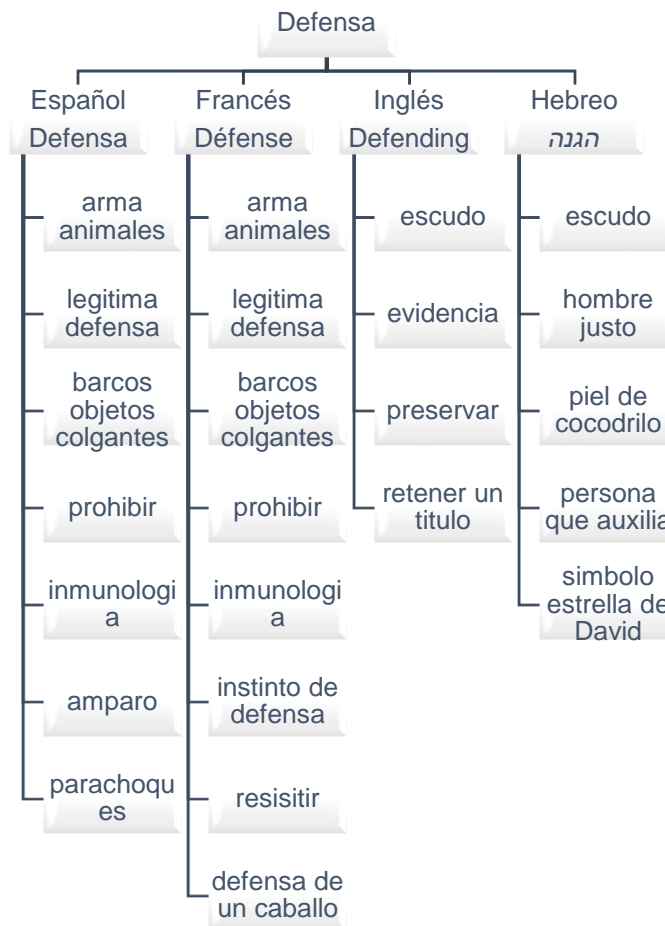 Defensa
Español
Defensa
arma
animales
legitima
defensa
barcos
objetos
colgantes
prohibir
inmunologi
a
amparo
parachoqu
es
Francés
Défense
arma
animales
legitima
defensa
barcos
objetos
colgantes
prohibir
inmunologi
a
instinto de
defensa
resisitir
defensa de
un caballo
Inglés
Defending
escudo
evidencia
preservar
retener un
titulo
Hebreo
הגנה
escudo
hombre
justo
piel de
cocodrilo
persona
que auxilia
simbolo
estrella de
David